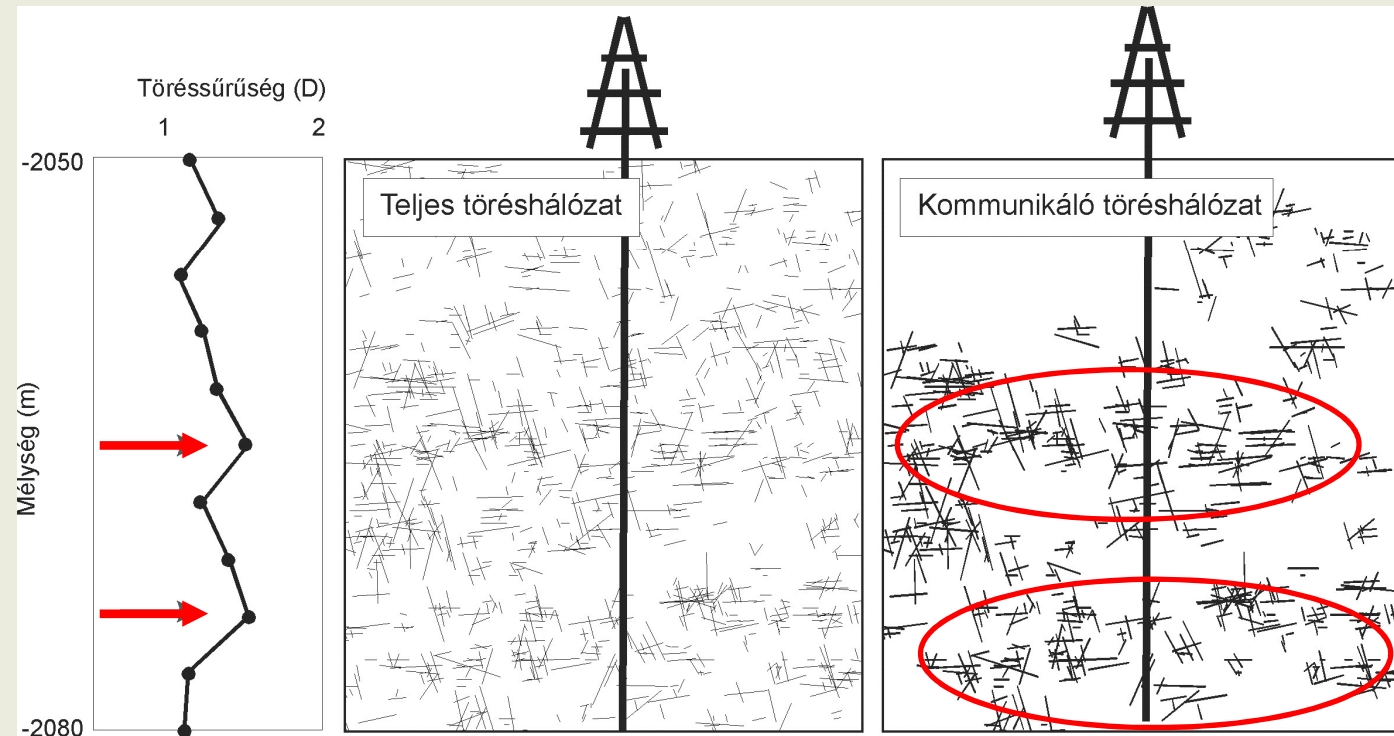 Töréssűrűség (D)
1 2
-2050
Mélység (m)
-2080
Teljes töréshálózat
Kommunikáló töréshálózat